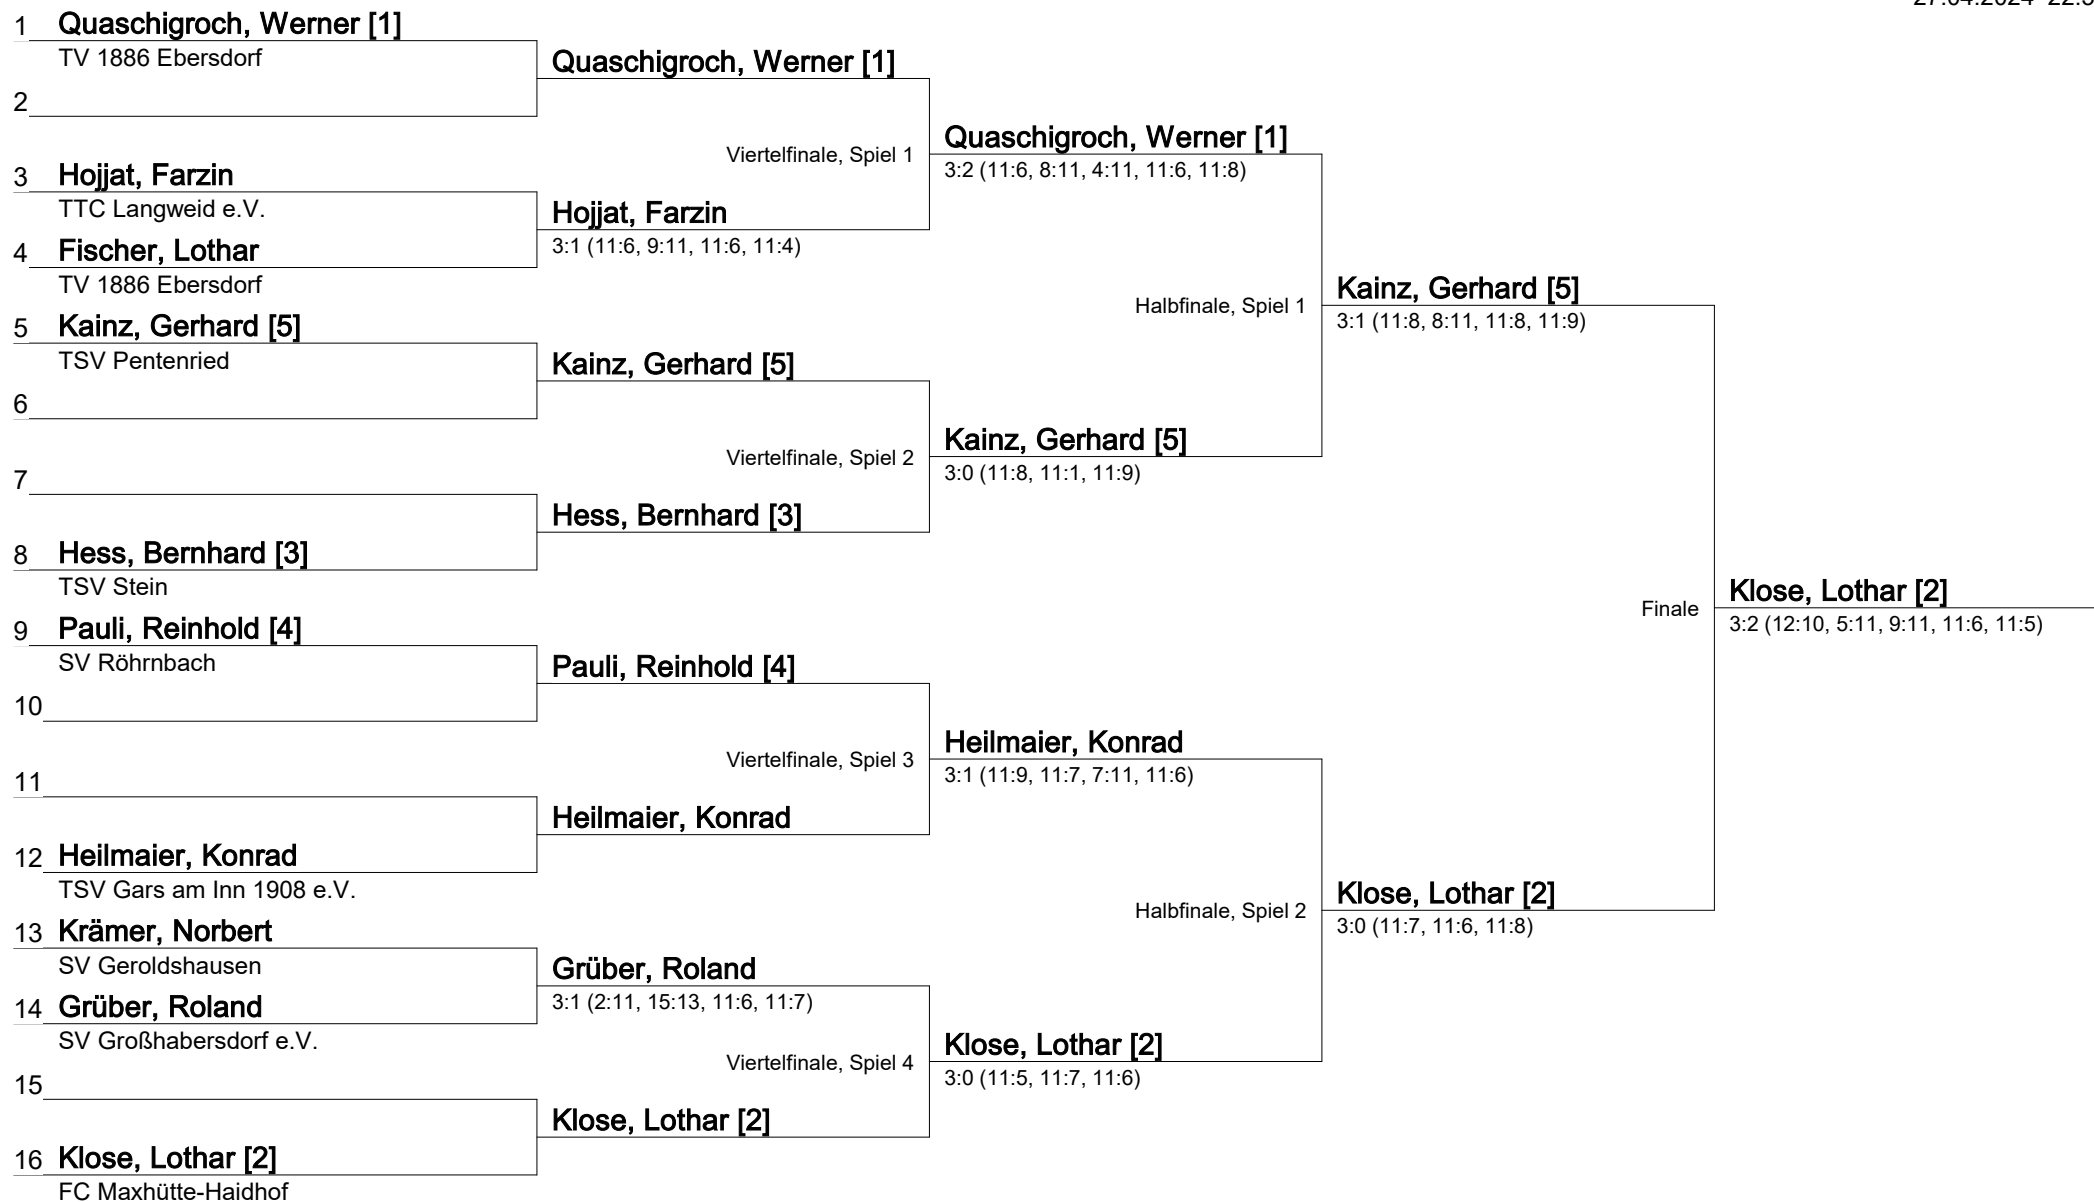 27.04.2024 22:3
1 Quaschigroch, Werner [1]
TV 1886 Ebersdorf
Quaschigroch, Werner [1]
2
Viertelfinale, Spiel 1
Quaschigroch, Werner [1]
3:2 (11:6, 8:11, 4:11, 11:6, 11:8)
3 Hojjat, Farzin
TTC Langweid e.V.
Hojjat, Farzin
3:1 (11:6, 9:11, 11:6, 11:4)
4 Fischer, Lothar
TV 1886 Ebersdorf
Halbfinale, Spiel 1
Kainz, Gerhard [5]
3:1 (11:8, 8:11, 11:8, 11:9)
5 Kainz, Gerhard [5]
TSV Pentenried
Kainz, Gerhard [5]
6
Viertelfinale, Spiel 2
Kainz, Gerhard [5]
3:0 (11:8, 11:1, 11:9)
7
Hess, Bernhard [3]
8 Hess, Bernhard [3]
TSV Stein
Finale
Klose, Lothar [2]
3:2 (12:10, 5:11, 9:11, 11:6, 11:5)
9 Pauli, Reinhold [4]
SV Röhrnbach
Pauli, Reinhold [4]
10
Viertelfinale, Spiel 3
Heilmaier, Konrad
3:1 (11:9, 11:7, 7:11, 11:6)
11
Heilmaier, Konrad
12 Heilmaier, Konrad
TSV Gars am Inn 1908 e.V.
Halbfinale, Spiel 2
Klose, Lothar [2]
3:0 (11:7, 11:6, 11:8)
13 Krämer, Norbert
SV Geroldshausen
Grüber, Roland
3:1 (2:11, 15:13, 11:6, 11:7)
14 Grüber, Roland
SV Großhabersdorf e.V.
Viertelfinale, Spiel 4
Klose, Lothar [2]
3:0 (11:5, 11:7, 11:6)
15
Klose, Lothar [2]
16 Klose, Lothar [2]
FC Maxhütte-Haidhof